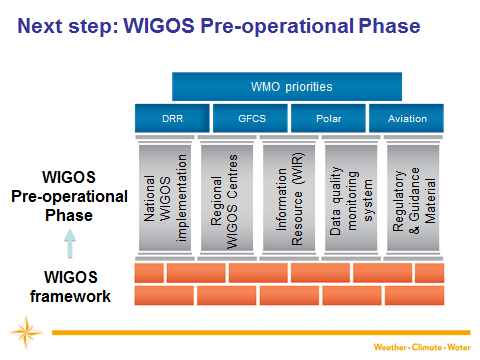 Next step: WIGOS Pre-operational Phase
WMO priorities
DRR
GFCS
Polar
Aviation
WIGOS
Pre-operational
Phase
National
WIGOS
implementation
Regional
WIGOS Centres
Information
Resource (WIR)
Data quality
monitoring
system
Regulatory
& Guidance
Material
WIGOS
framework
Weather • Climate • Water